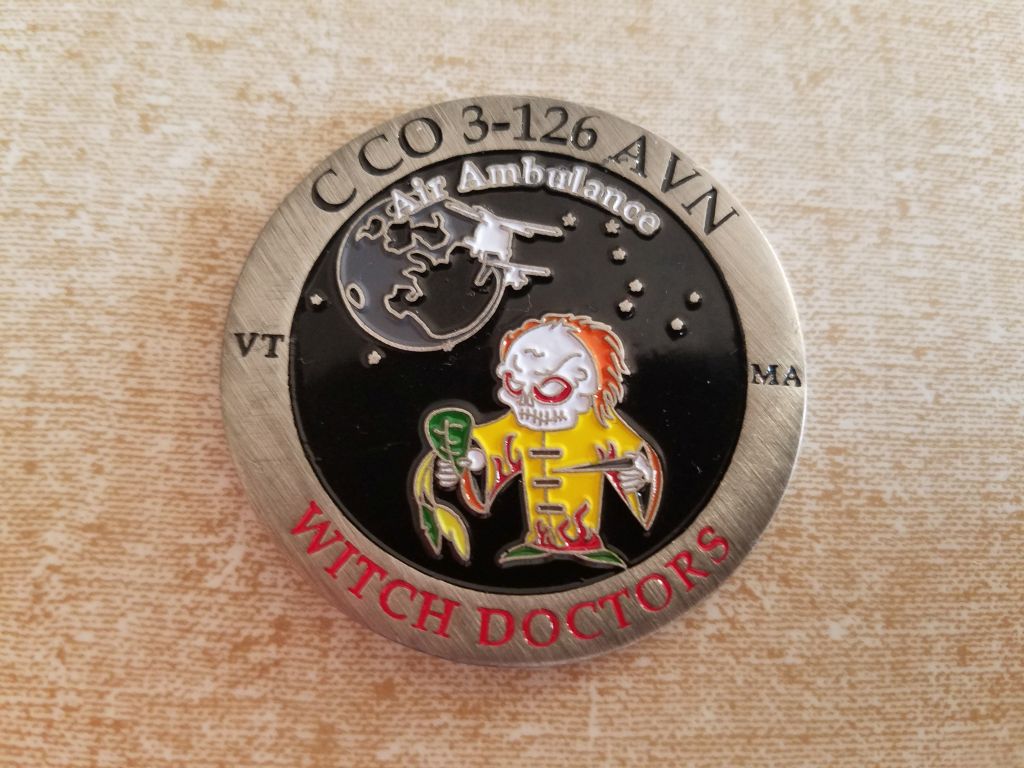 C CO 3-126 AVN
Air Ambulance
VT
MA
WITCH DOCTORS